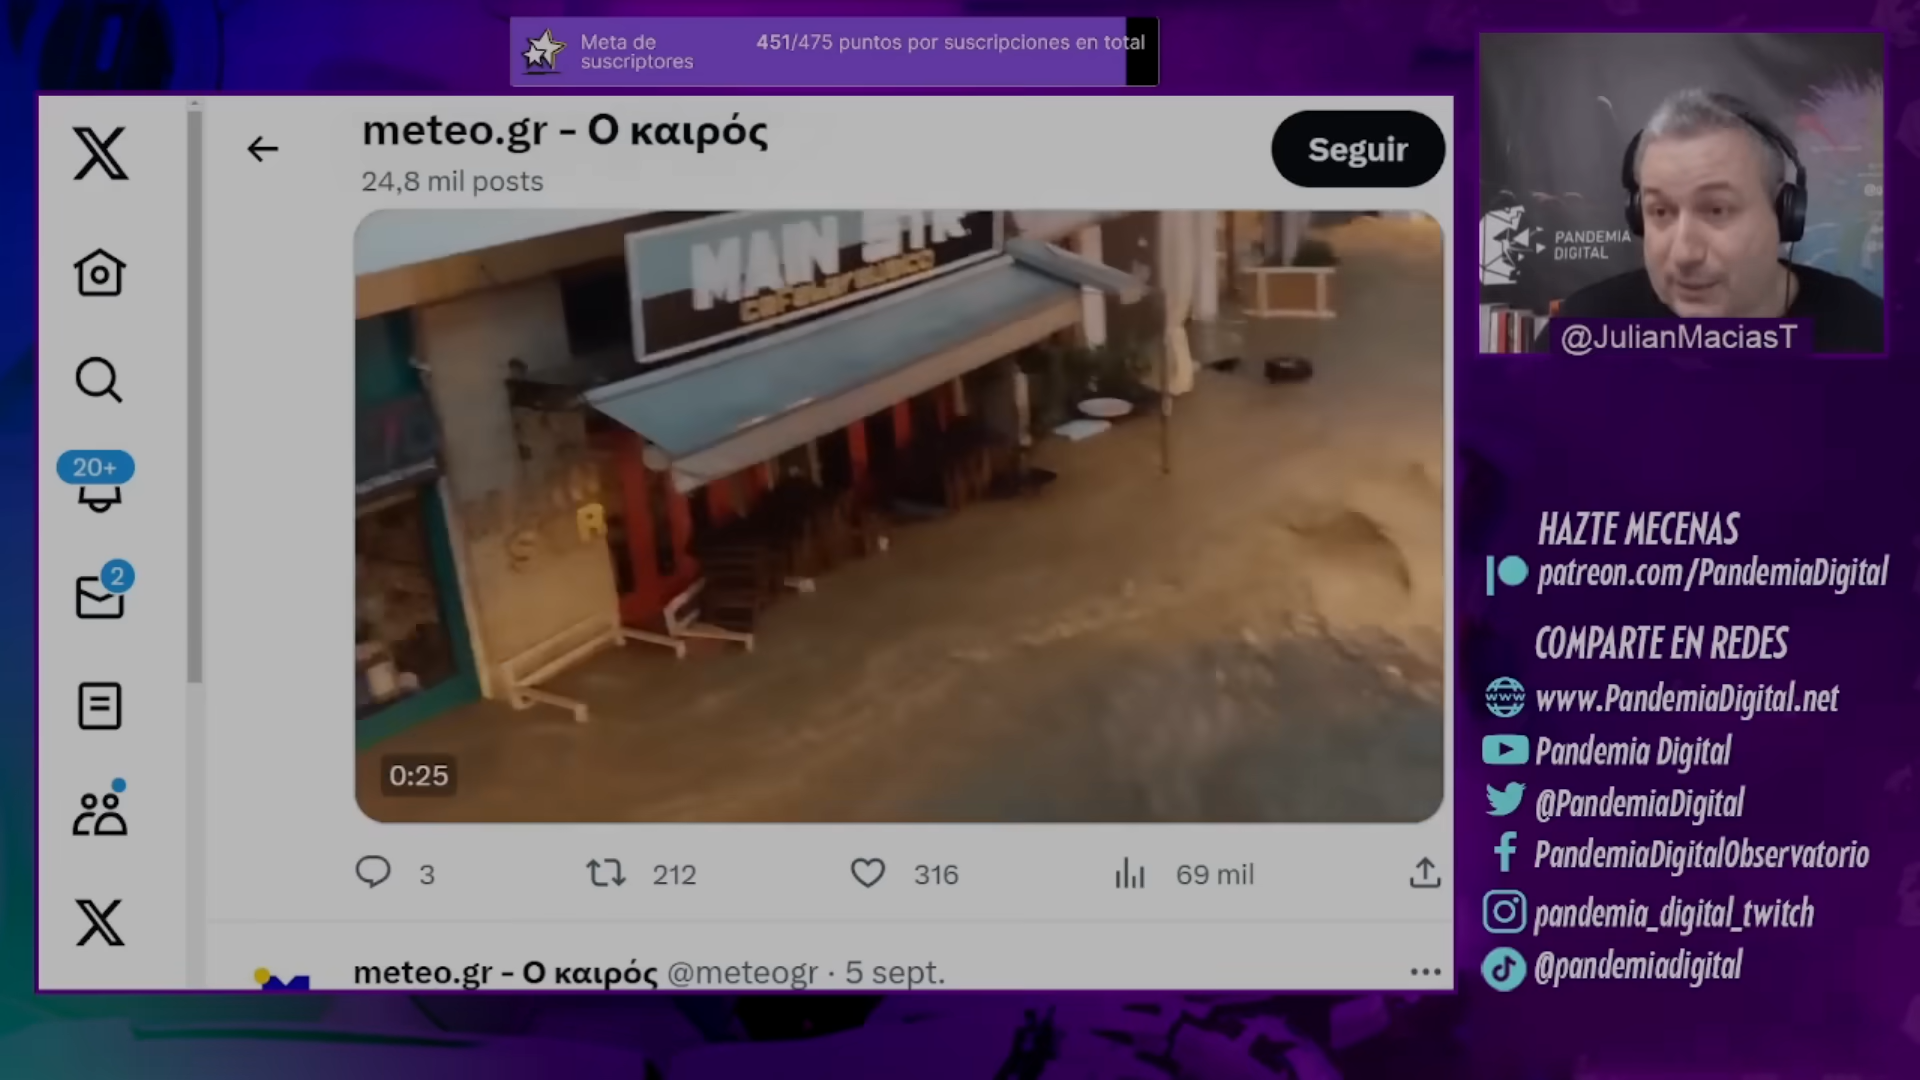 Meta de
suscriptores
451/475 puntos por suscripciones en total
meteo.gr - Ο καιρός
24,8 mil posts
Seguir
20+
2
MAIN STR
0:25
3
212
316
69 mil
meteo.gr - Ο καιρός @meteogr · 5 sept.
PANDEMIA
DIGITAL
@JulianMaciasT
HAZTE MECENAS
patreon.com/PandemiaDigital
COMPARTE EN REDES
www.PandemiaDigital.net
Pandemia Digital
@PandemiaDigital
PandemiaDigitalObservatorio
pandemia_digital_twitch
@pandemiadigital